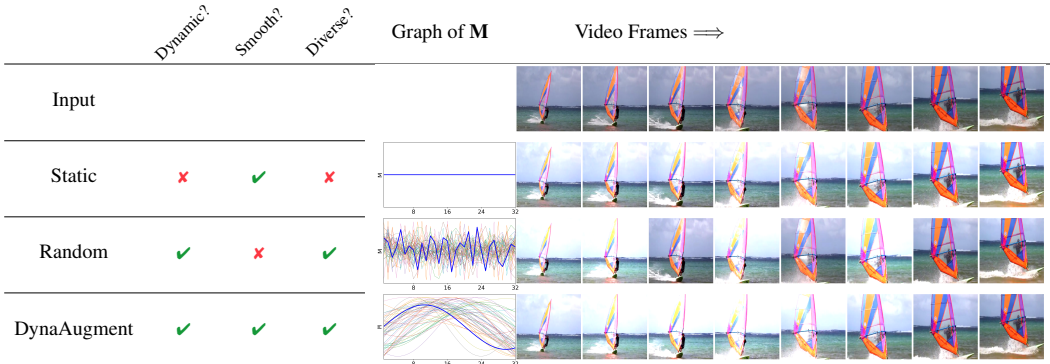 Dynamic? Smooth? Diverse? Graph of M Video Frames ⟹
Input
Static ✘ ✔ ✘
M
8 16 24 32
Random ✔ ✘ ✔
M
8 16 24 32
DynaAugment ✔ ✔ ✔
M
8 16 24 32